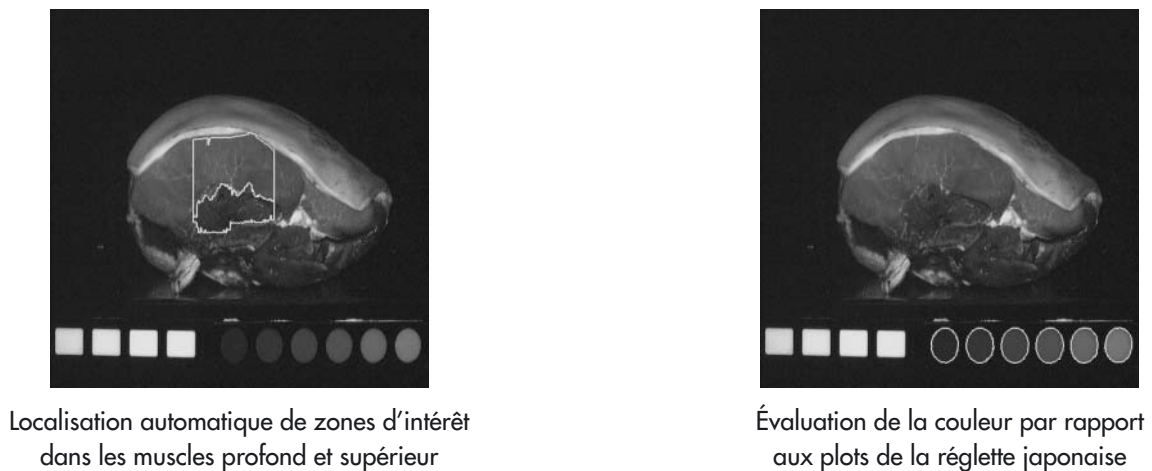 Localisation automatique de zones d’intérêt
dans les muscles profond et supérieur
Évaluation de la couleur par rapport
aux plots de la réglette japonaise